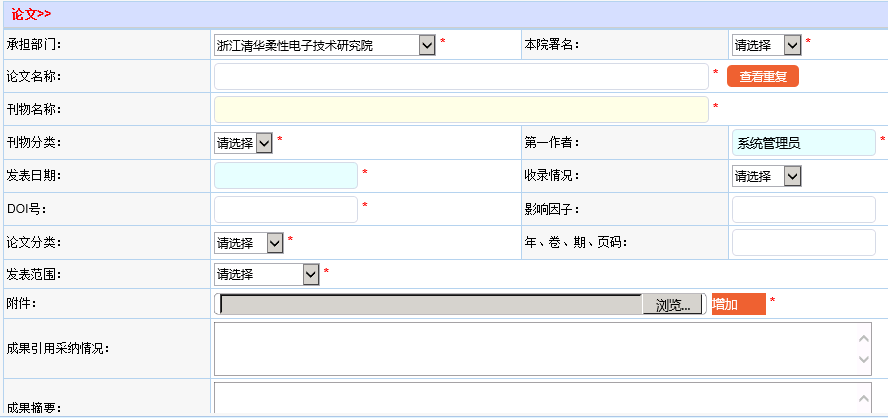 论文>>
承担部门： 浙江清华柔性电子技术研究院 * 本院署名： 请选择 *
论文名称： * 查看重复
刊物名称： *
刊物分类： 请选择 * 第一作者： 系统管理员 *
发表日期： * 收录情况： 请选择
DOI号： * 影响因子：
论文分类： 请选择 * 年、卷、期、页码：
发表范围： 请选择 *
附件： 浏览... 增加 *
成果引用采纳情况：
成果摘要：